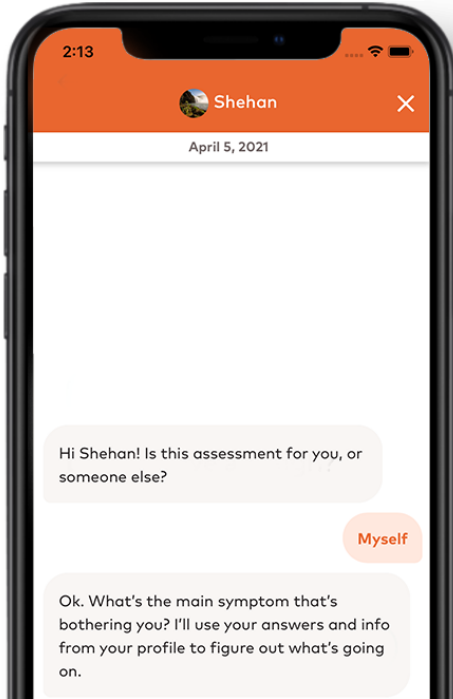 2:13
Shehan
April 5, 2021
Hi Shehan! Is this assessment for you, or
someone else?
Myself
Ok. What's the main symptom that's
bothering you? I'll use your answers and info
from your profile to figure out what's going
on.